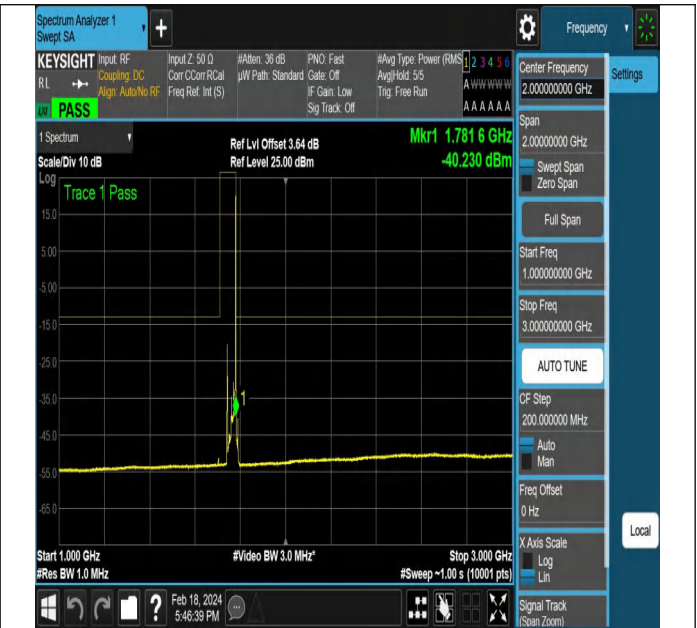 Spectrum Analyzer 1
Swept SA
+
Frequency
KEYSIGHT
RL
PASS
Input: RF
Coupling: DC
Align: Auto/No RF
Input Z: 50 Ω
Corr CCorr RCal
Freq Ref: Int (S)
#Atten: 36 dB
µW Path: Standard
PNO: Fast
Gate: Off
IF Gain: Low
Sig Track: Off
#Avg Type: Power (RMS
Avg|Hold: 5/5
Trig: Free Run
1 2 3 4 5 6
A W W W W W
A A A A A A
1 Spectrum
Scale/Div 10 dB
Log
Ref Lvl Offset 3.64 dB
Ref Level 25.00 dBm
Mkr1 1.781 6 GHz
-40.230 dBm
Trace 1 Pass
15.0
5.00
-5.00
-15.0
-25.0
-35.0
-45.0
-55.0
-65.0
1
Start 1.000 GHz
#Res BW 1.0 MHz
#Video BW 3.0 MHz*
Stop 3.000 GHz
#Sweep ~1.00 s (10001 pts)
?
Feb 18, 2024
5:46:39 PM
Center Frequency
2.000000000 GHz
Span
2.00000000 GHz
Swept Span
Zero Span
Full Span
Start Freq
1.000000000 GHz
Stop Freq
3.000000000 GHz
AUTO TUNE
CF Step
200.000000 MHz
Auto
Man
Freq Offset
0 Hz
X Axis Scale
Log
Lin
Signal Track
(Span Zoom)
Settings
Local